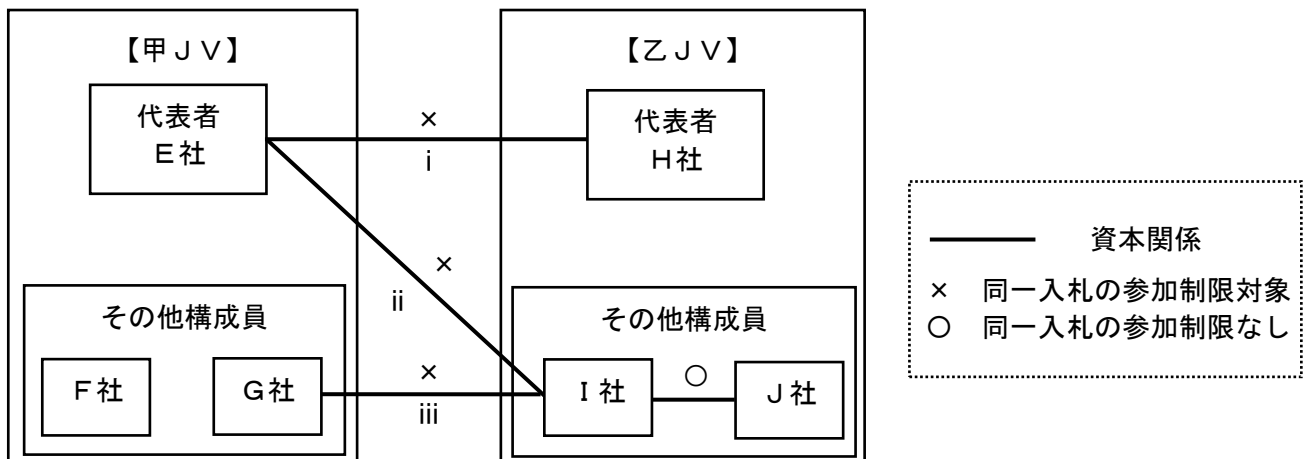 【甲ＪＶ】
代表者
Ｅ社
×
ⅰ
×
ⅱ
その他構成員
Ｆ社
Ｇ社
×
ⅲ
【乙ＪＶ】
代表者
Ｈ社
その他構成員
Ｉ社
○
Ｊ社
資本関係
× 同一入札の参加制限対象
○ 同一入札の参加制限なし